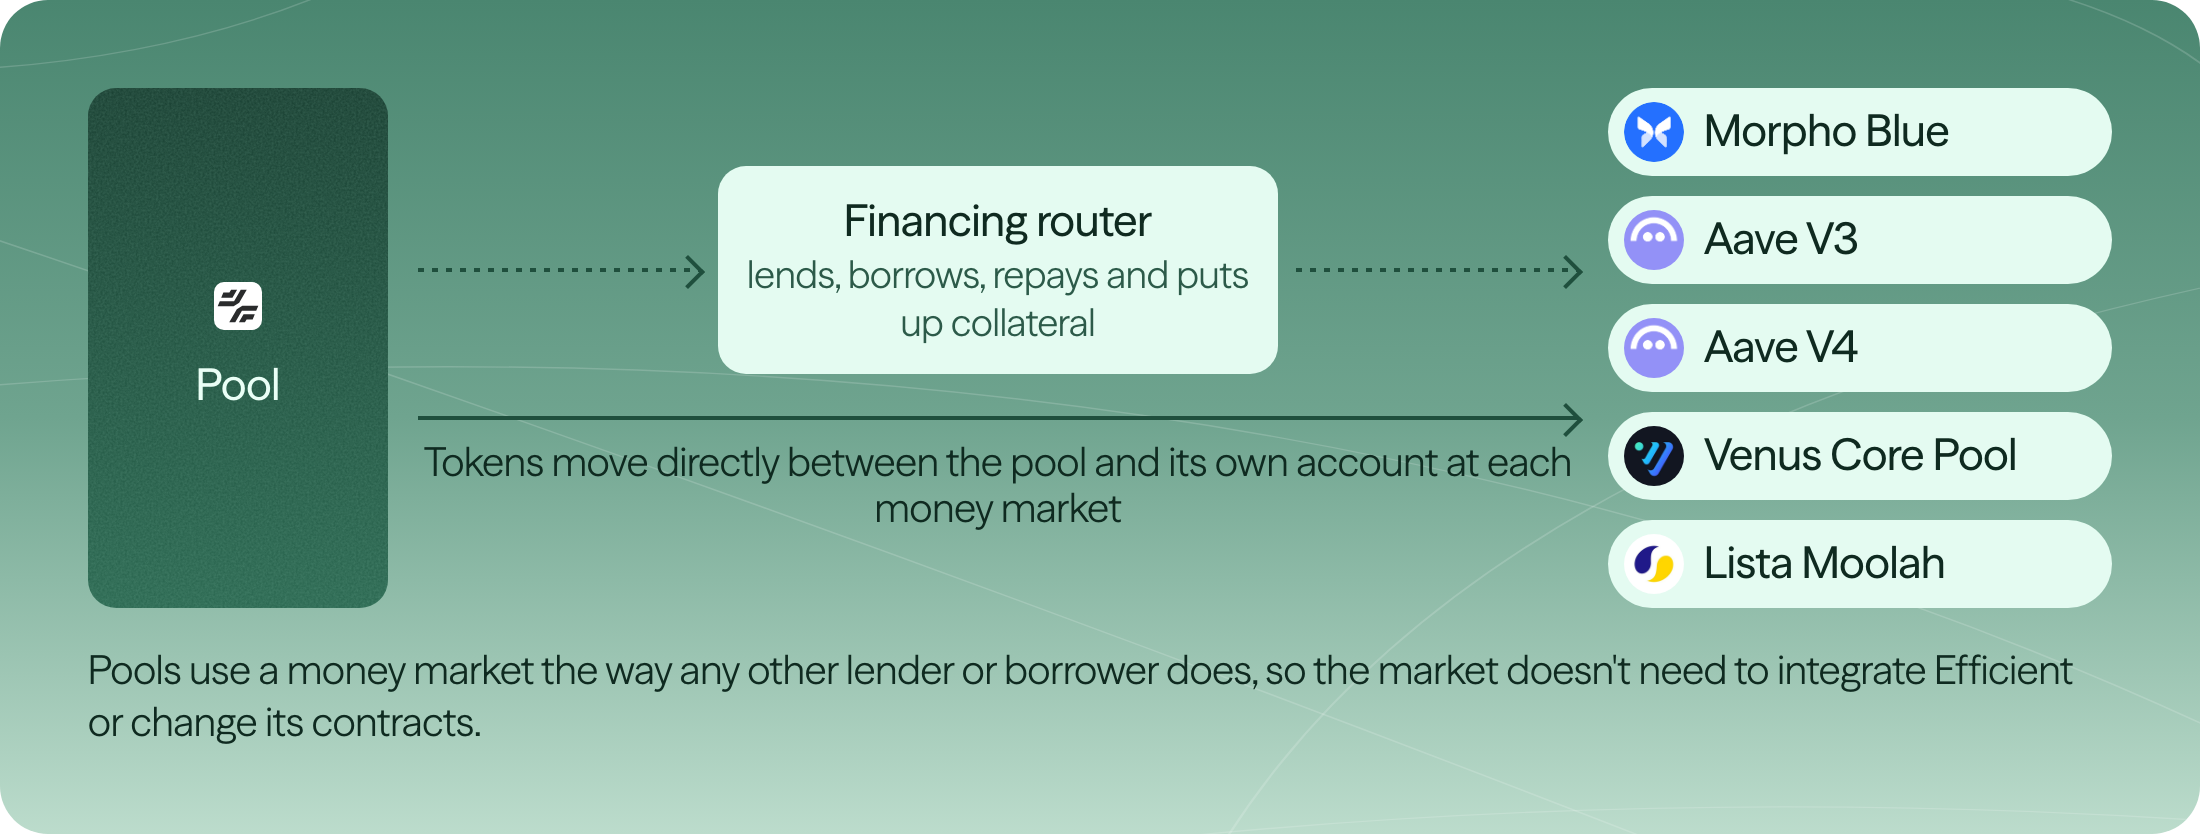 Pool
Financing router
lends, borrows, repays and puts
up collateral
Tokens move directly between the pool and its own account at each
money market
Morpho Blue
Aave V3
Aave V4
Venus Core Pool
Lista Moolah
Pools use a money market the way any other lender or borrower does, so the market doesn't need to integrate Efficient
or change its contracts.